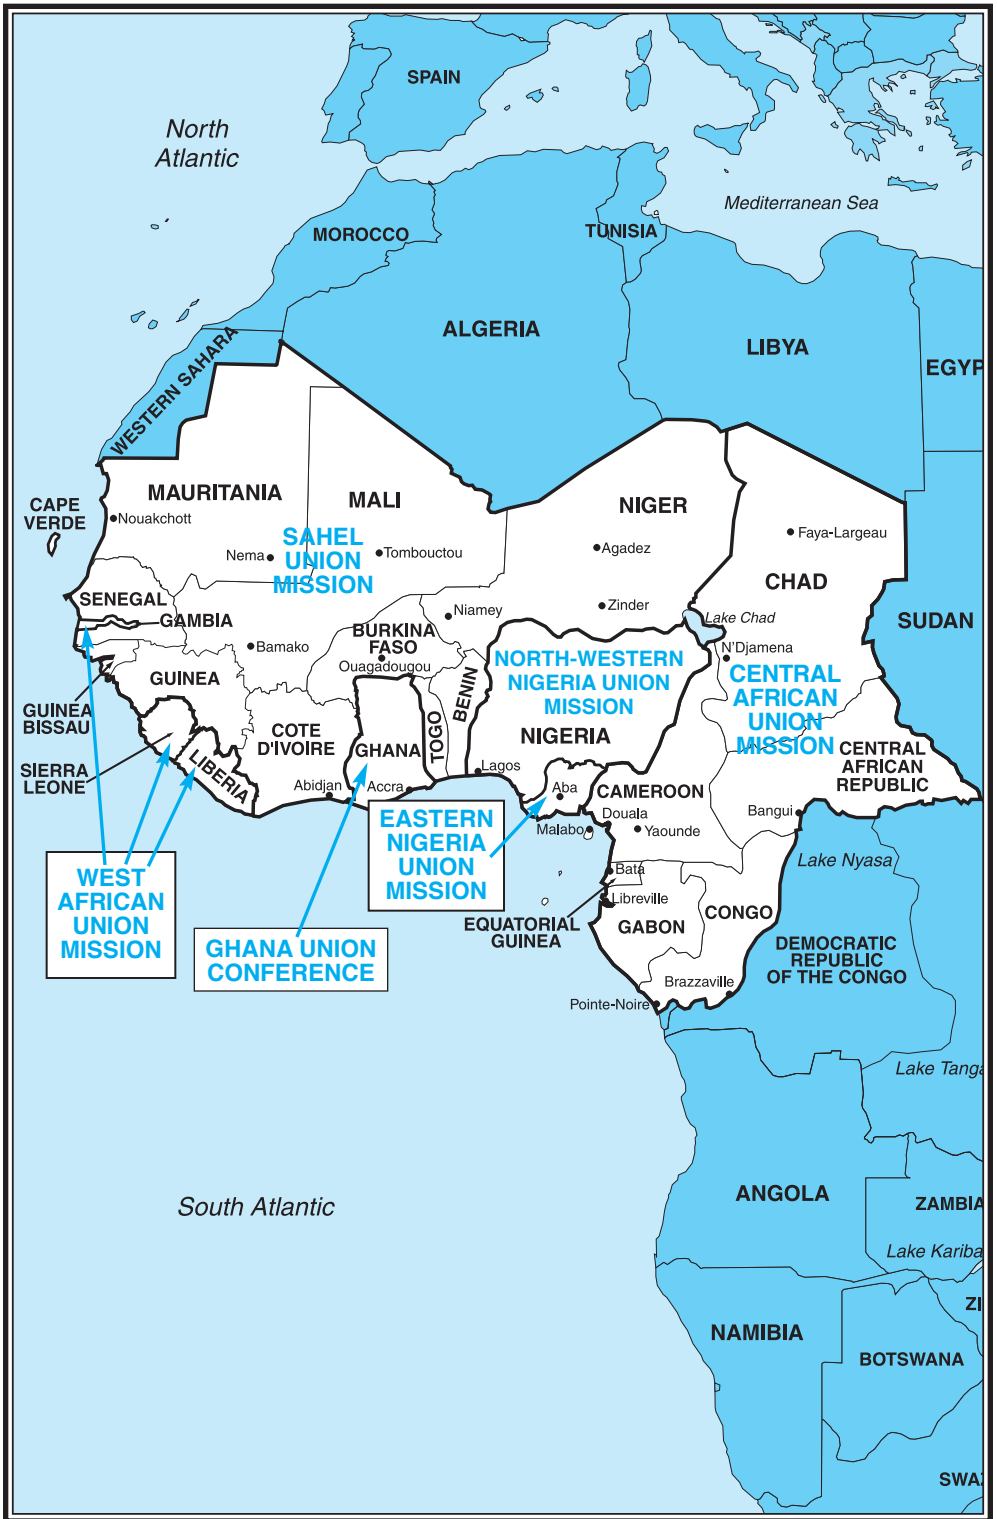 SPAIN
North
Atlantic
Mediterranean Sea
MOROCCO
TUNISIA
ALGERIA
LIBYA
EGYP
WESTERN SAHARA
CAPE
VERDE
MAURITANIA
Nouakchott
Nema
MALI
Tombouctou
SAHEL
UNION
MISSION
NIGER
Agadez
Zinder
Niamey
Faya-Largeau
CHAD
Lake Chad
N'Djamena
SUDAN
SENEGAL
GAMBIA
Bamako
BURKINA
FASO
Ouagadougou
GUINEA
GUINEA
BISSAU
SIERRA
LEONE
LIBERIA
COTE
D'IVOIRE
Abidjan
GHANA
Accra
TOGO
BENIN
NORTH-WESTERN
NIGERIA UNION
MISSION
NIGERIA
Lagos
Aba
CENTRAL
AFRICAN
UNION
MISSION
CENTRAL
AFRICAN
REPUBLIC
CAMEROON
Douala
Malabo
Yaounde
Bangui
EASTERN
NIGERIA
UNION
MISSION
WEST
AFRICAN
UNION
MISSION
GHANA UNION
CONFERENCE
Bata
Libreville
EQUATORIAL
GUINEA
GABON
CONGO
Lake Nyasa
DEMOCRATIC
REPUBLIC
OF THE CONGO
Brazzaville
Pointe-Noire
Lake Tanga
South Atlantic
ANGOLA
ZAMBIA
Lake Kariba
ZI
NAMIBIA
BOTSWANA
SWAZ